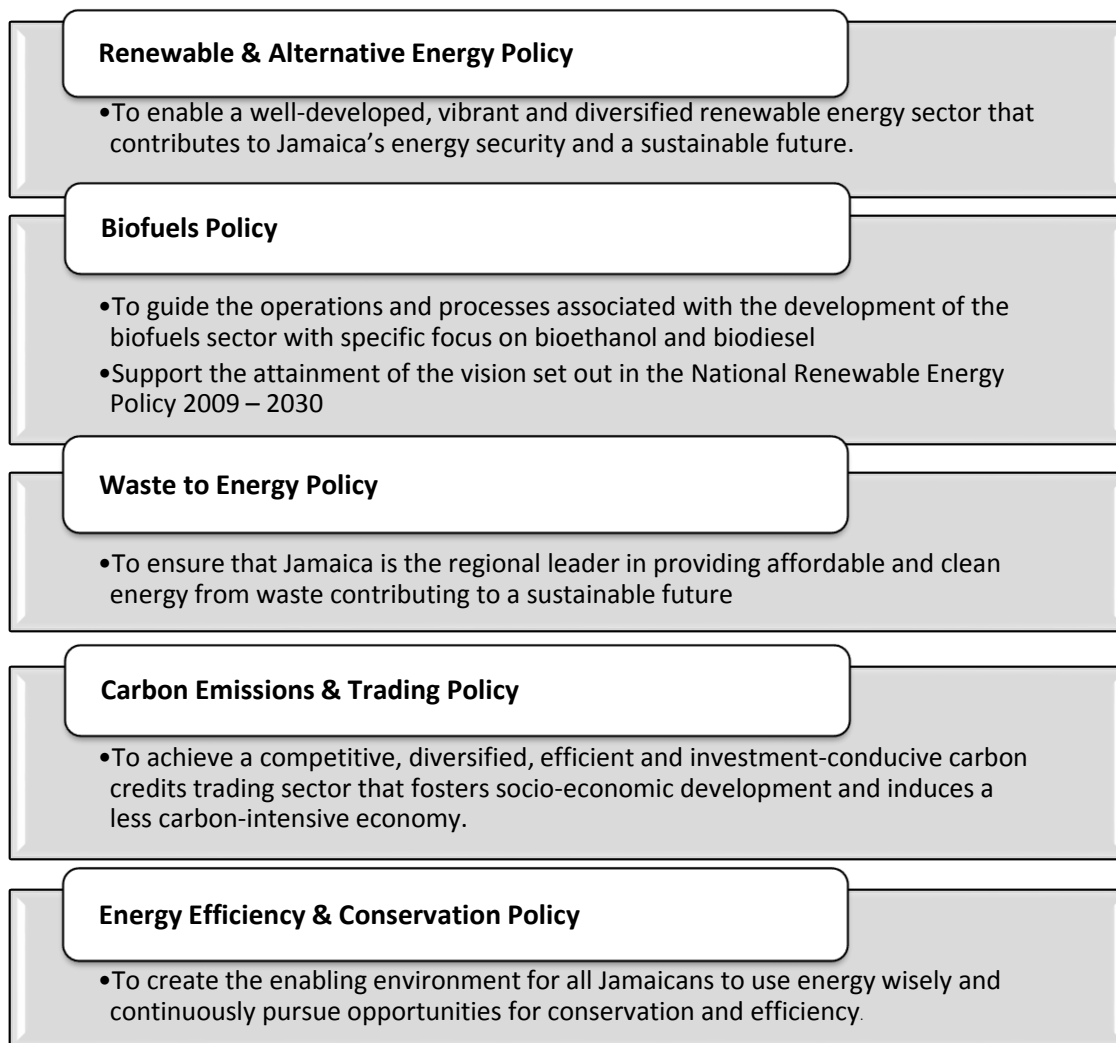 Renewable & Alternative Energy Policy
•To enable a well-developed, vibrant and diversified renewable energy sector that
contributes to Jamaica’s energy security and a sustainable future.
Biofuels Policy
•To guide the operations and processes associated with the development of the
biofuels sector with specific focus on bioethanol and biodiesel
•Support the attainment of the vision set out in the National Renewable Energy
Policy 2009 – 2030
Waste to Energy Policy
•To ensure that Jamaica is the regional leader in providing affordable and clean
energy from waste contributing to a sustainable future
Carbon Emissions & Trading Policy
•To achieve a competitive, diversified, efficient and investment-conducive carbon
credits trading sector that fosters socio-economic development and induces a
less carbon-intensive economy.
Energy Efficiency & Conservation Policy
•To create the enabling environment for all Jamaicans to use energy wisely and
continuously pursue opportunities for conservation and efficiency.